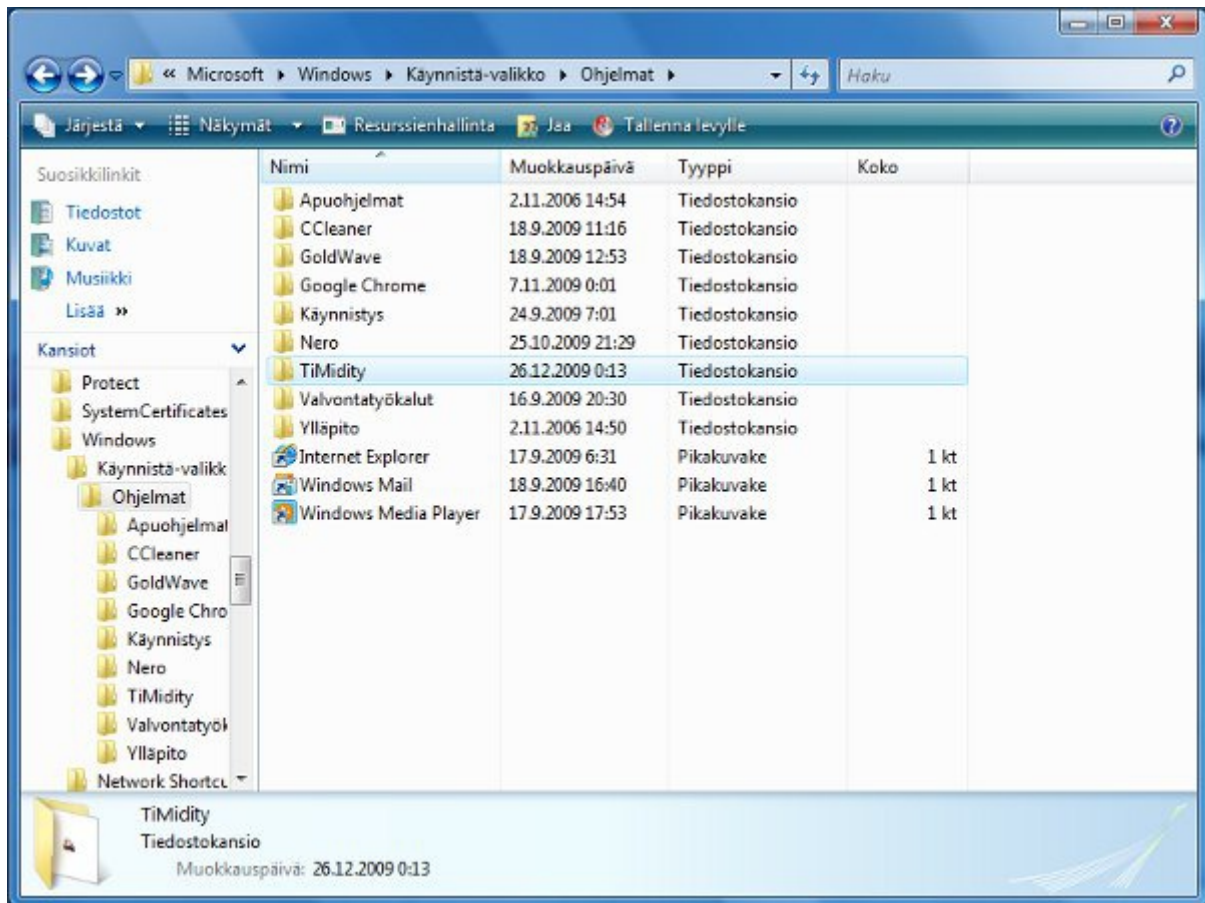 « Microsoft ▸ Windows ▸ Käynnistä-valikko ▸ Ohjelmat ▸ Haku
Järjestä Näkymät Resurssienhallinta Jaa Tallenna levylle
Suosikkilinkit
Tiedostot
Kuvat
Musiikki
Lisää »
Kansiot
Protect
SystemCertificates
Windows
Käynnistä-valikk
Ohjelmat
Apuohjelmat
CCleaner
GoldWave
Google Chro
Käynnistys
Nero
TiMidity
Valvontatyök
Ylläpito
Network Shortcu
Nimi Muokkauspäivä Tyyppi Koko
Apuohjelmat 2.11.2006 14:54 Tiedostokansio
CCleaner 18.9.2009 11:16 Tiedostokansio
GoldWave 18.9.2009 12:53 Tiedostokansio
Google Chrome 7.11.2009 0:01 Tiedostokansio
Käynnistys 24.9.2009 7:01 Tiedostokansio
Nero 25.10.2009 21:29 Tiedostokansio
TiMidity 26.12.2009 0:13 Tiedostokansio
Valvontatyökalut 16.9.2009 20:30 Tiedostokansio
Ylläpito 2.11.2006 14:50 Tiedostokansio
Internet Explorer 17.9.2009 6:31 Pikakuvake 1 kt
Windows Mail 18.9.2009 16:40 Pikakuvake 1 kt
Windows Media Player 17.9.2009 17:53 Pikakuvake 1 kt
TiMidity
Tiedostokansio
Muokkauspäivä: 26.12.2009 0:13